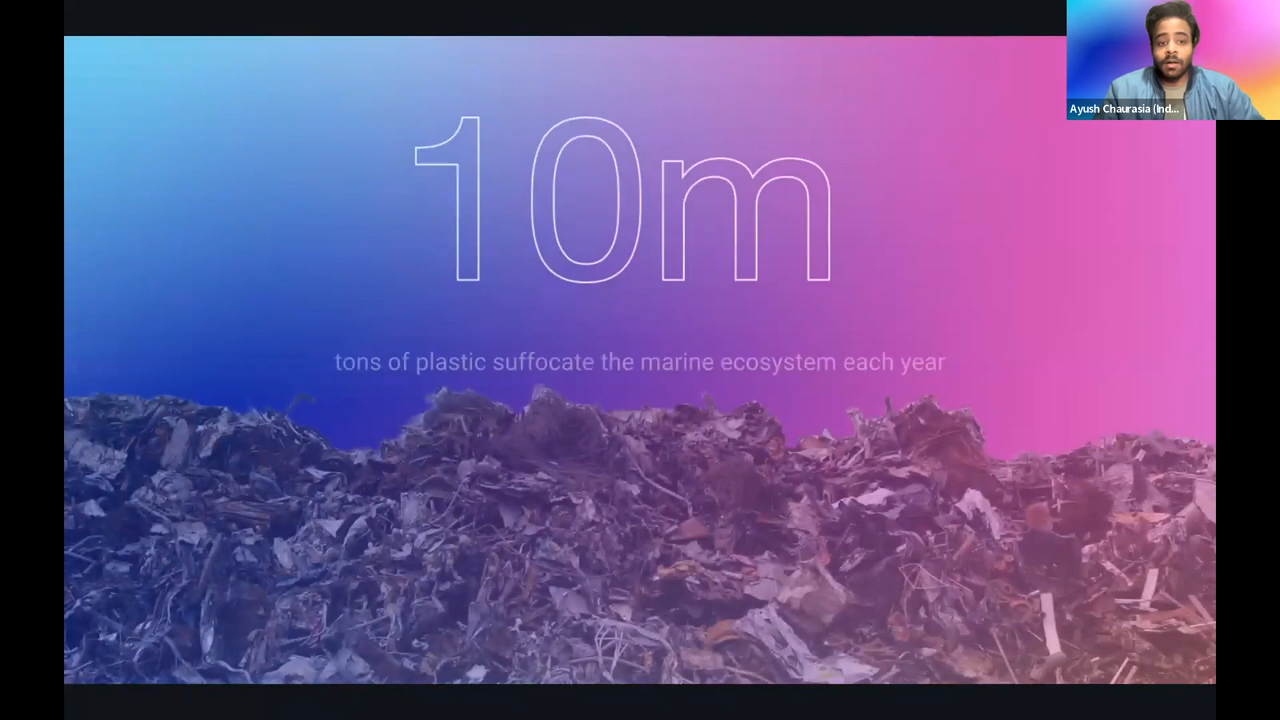 10m
tons of plastic suffocate the marine ecosystem each year
Ayush Chaurasia (Ind...